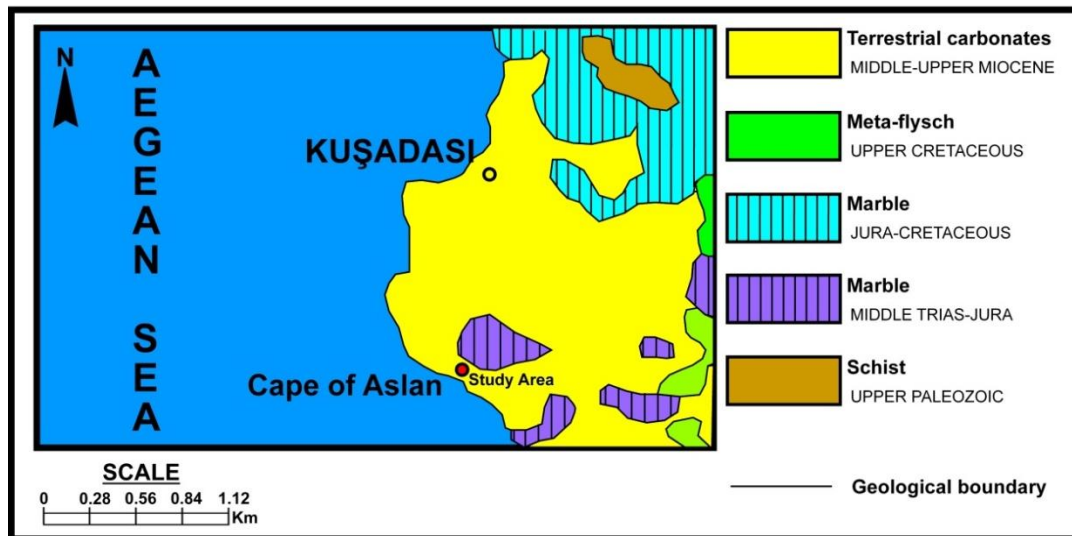 N
AEGEAN SEA
KUŞADASI
Cape of Aslan
Study Area
SCALE
0 0.28 0.56 0.84 1.12
Km
Terrestrial carbonates
MIDDLE-UPPER MIOCENE
Meta-flysch
UPPER CRETACEOUS
Marble
JURA-CRETACEOUS
Marble
MIDDLE TRIAS-JURA
Schist
UPPER PALEOZOIC
Geological boundary